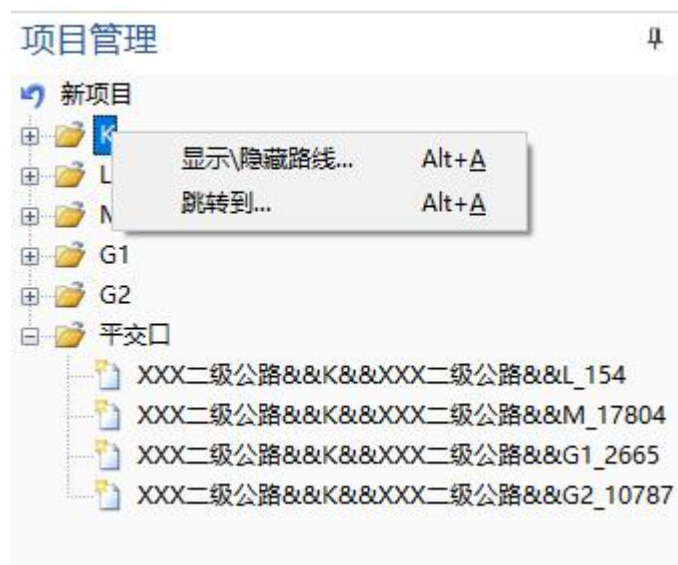 项目管理
新项目
K
显示\隐藏路线... Alt+A
L
跳转到... Alt+A
G1
G2
平交口
XXX二级公路&&K&&XXX二级公路&&L_154
XXX二级公路&&K&&XXX二级公路&&M_17804
XXX二级公路&&K&&XXX二级公路&&G1_2665
XXX二级公路&&K&&XXX二级公路&&G2_10787